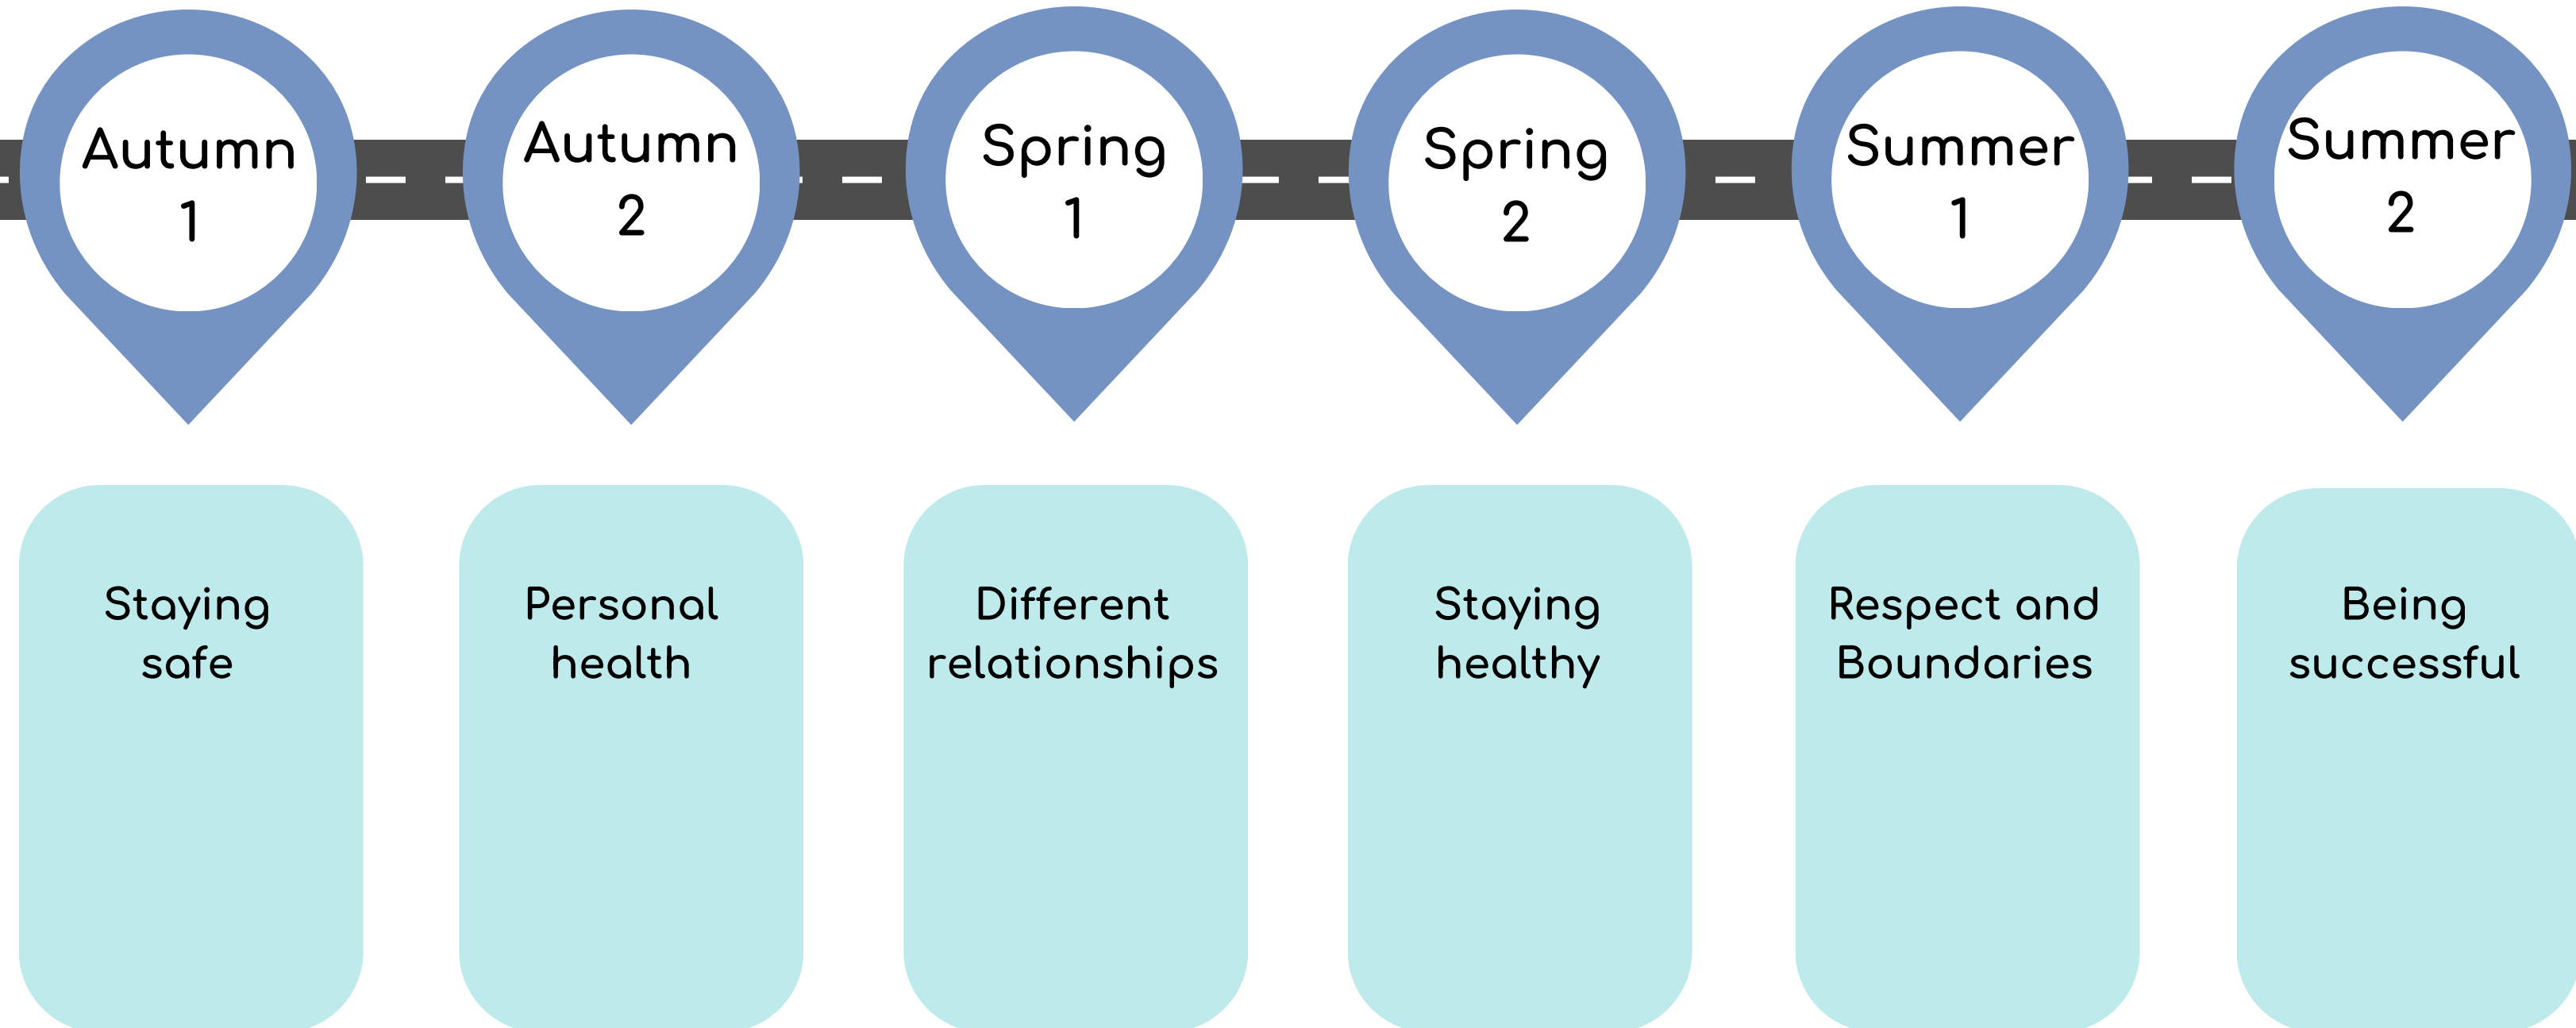 Autumn
1
Autumn
2
Spring
1
Spring
2
Summer
1
Summer
2
Staying
safe
Personal
health
Different
relationships
Staying
healthy
Respect and
Boundaries
Being
successful